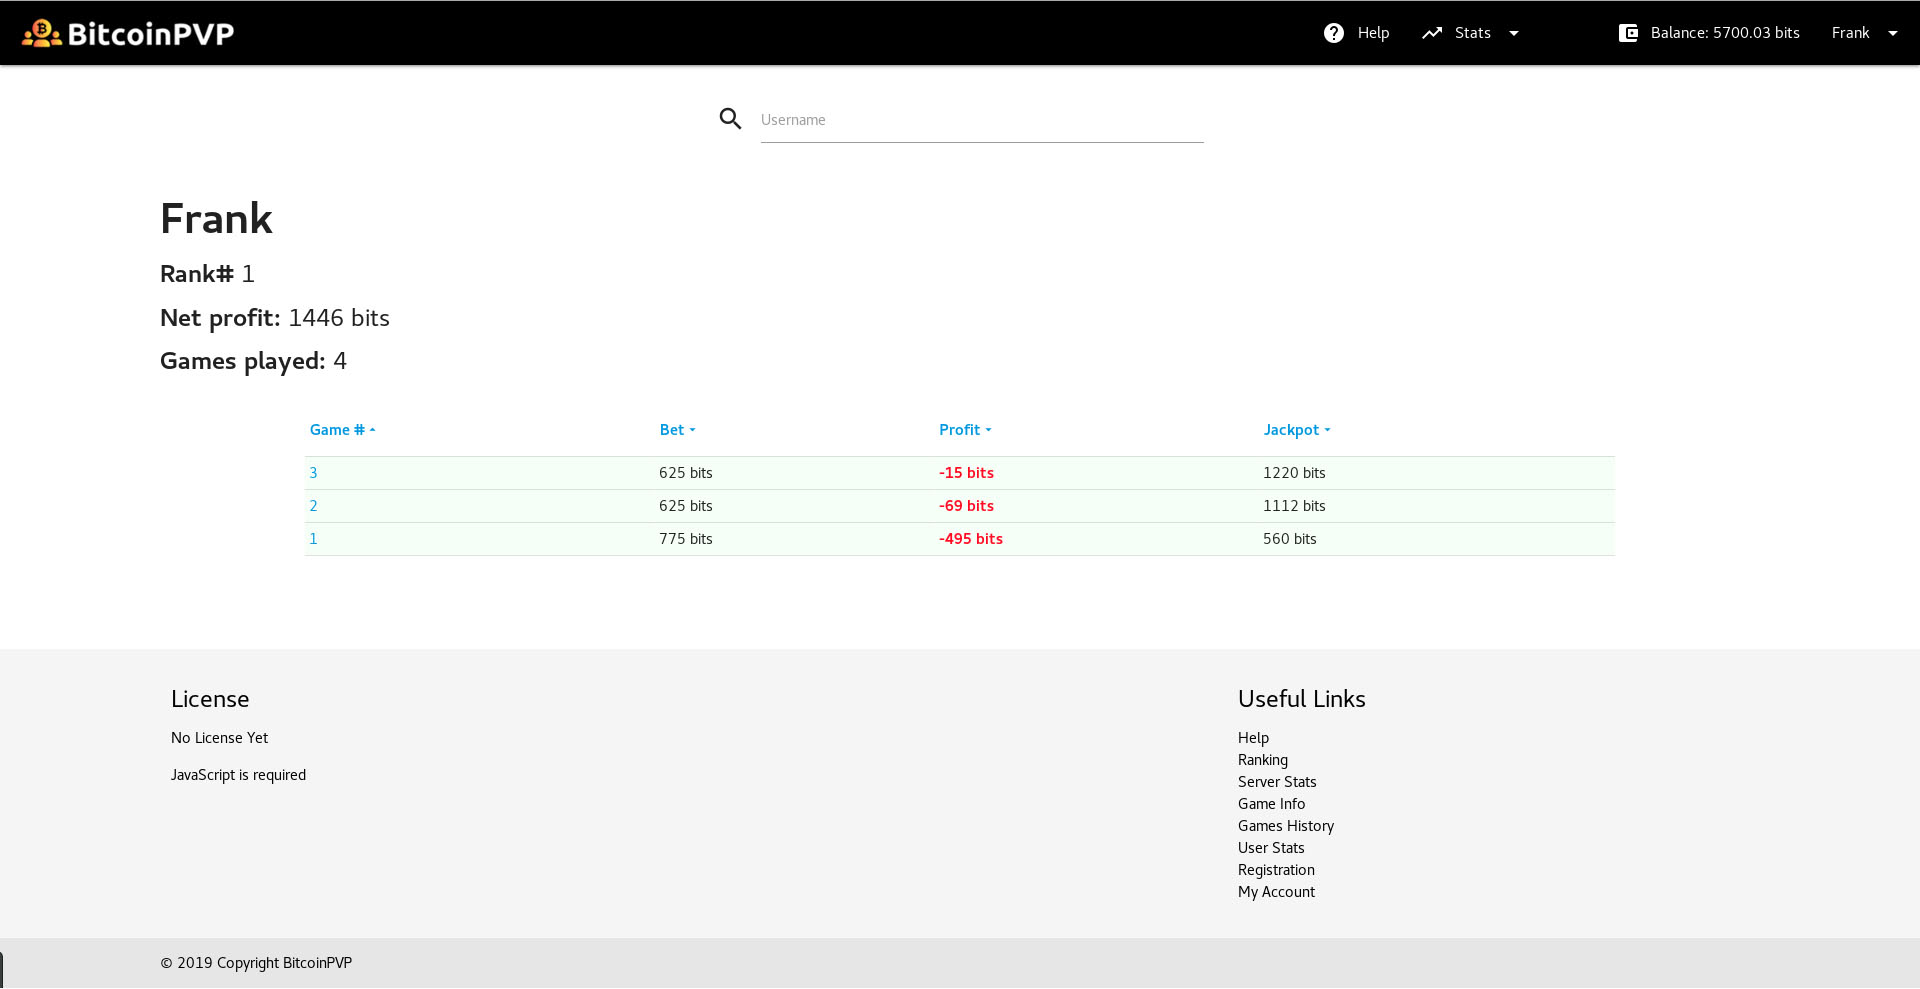 BitcoinPVP
Help Stats Balance: 5700.03 bits Frank
Username
Frank
Rank# 1
Net profit: 1446 bits
Games played: 4
Game # Bet Profit Jackpot
3 625 bits -15 bits 1220 bits
2 625 bits -69 bits 1112 bits
1 775 bits -495 bits 560 bits
License
No License Yet
JavaScript is required
Useful Links
Help
Ranking
Server Stats
Game Info
Games History
User Stats
Registration
My Account
© 2019 Copyright BitcoinPVP